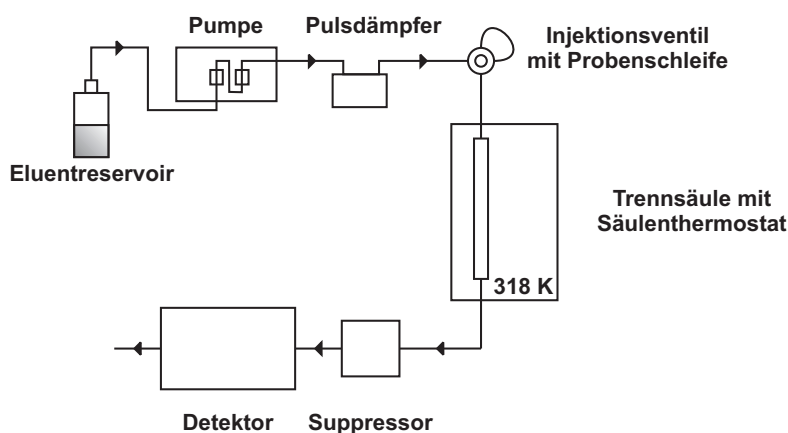 Pumpe
Pulsdämpfer
Injektionsventil
mit Probenschleife
Eluentreservoir
Trennsäule mit
Säulenthermostat
318 K
Detektor
Suppressor